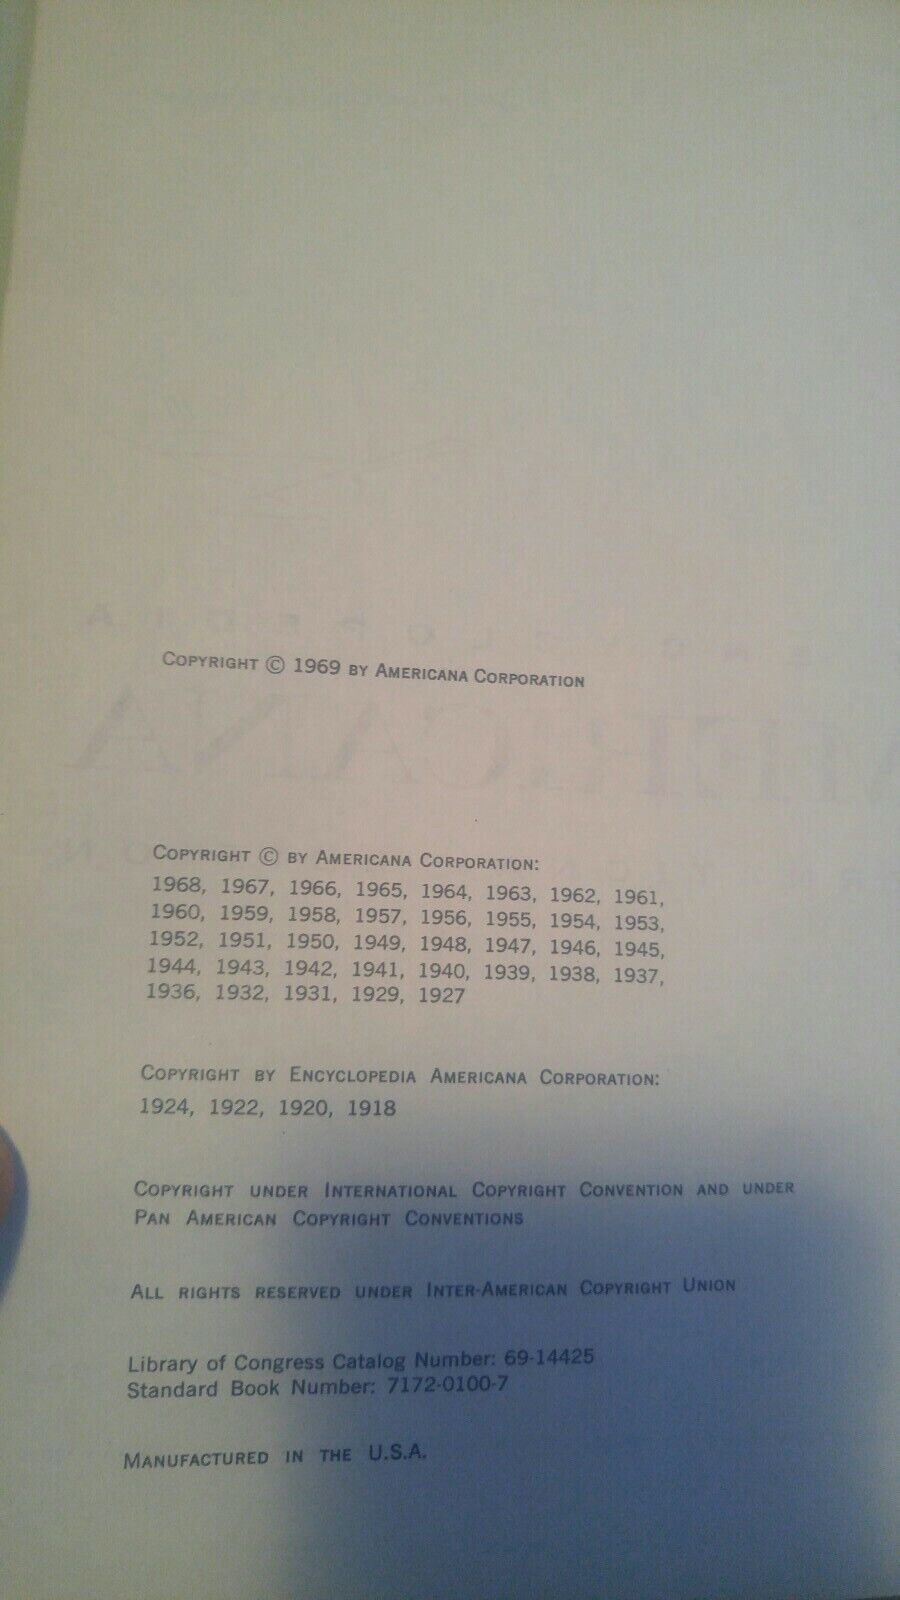 Copyright © 1969 by Americana Corporation
Copyright © by Americana Corporation:
1968, 1967, 1966, 1965, 1964, 1963, 1962, 1961,
1960, 1959, 1958, 1957, 1956, 1955, 1954, 1953,
1952, 1951, 1950, 1949, 1948, 1947, 1946, 1945,
1944, 1943, 1942, 1941, 1940, 1939, 1938, 1937,
1936, 1932, 1931, 1929, 1927
Copyright by Encyclopedia Americana Corporation:
1924, 1922, 1920, 1918
Copyright under International Copyright Convention and under
Pan American Copyright Conventions
All rights reserved under Inter-American Copyright Union
Library of Congress Catalog Number: 69-14425
Standard Book Number: 7172-0100-7
Manufactured in the U.S.A.